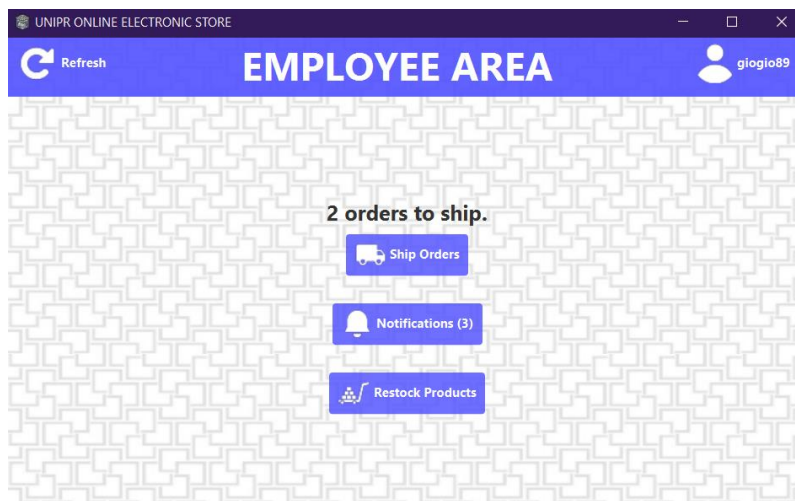 UNIPR ONLINE ELECTRONIC STORE
Refresh
EMPLOYEE AREA
giogio89
2 orders to ship.
Ship Orders
Notifications (3)
Restock Products